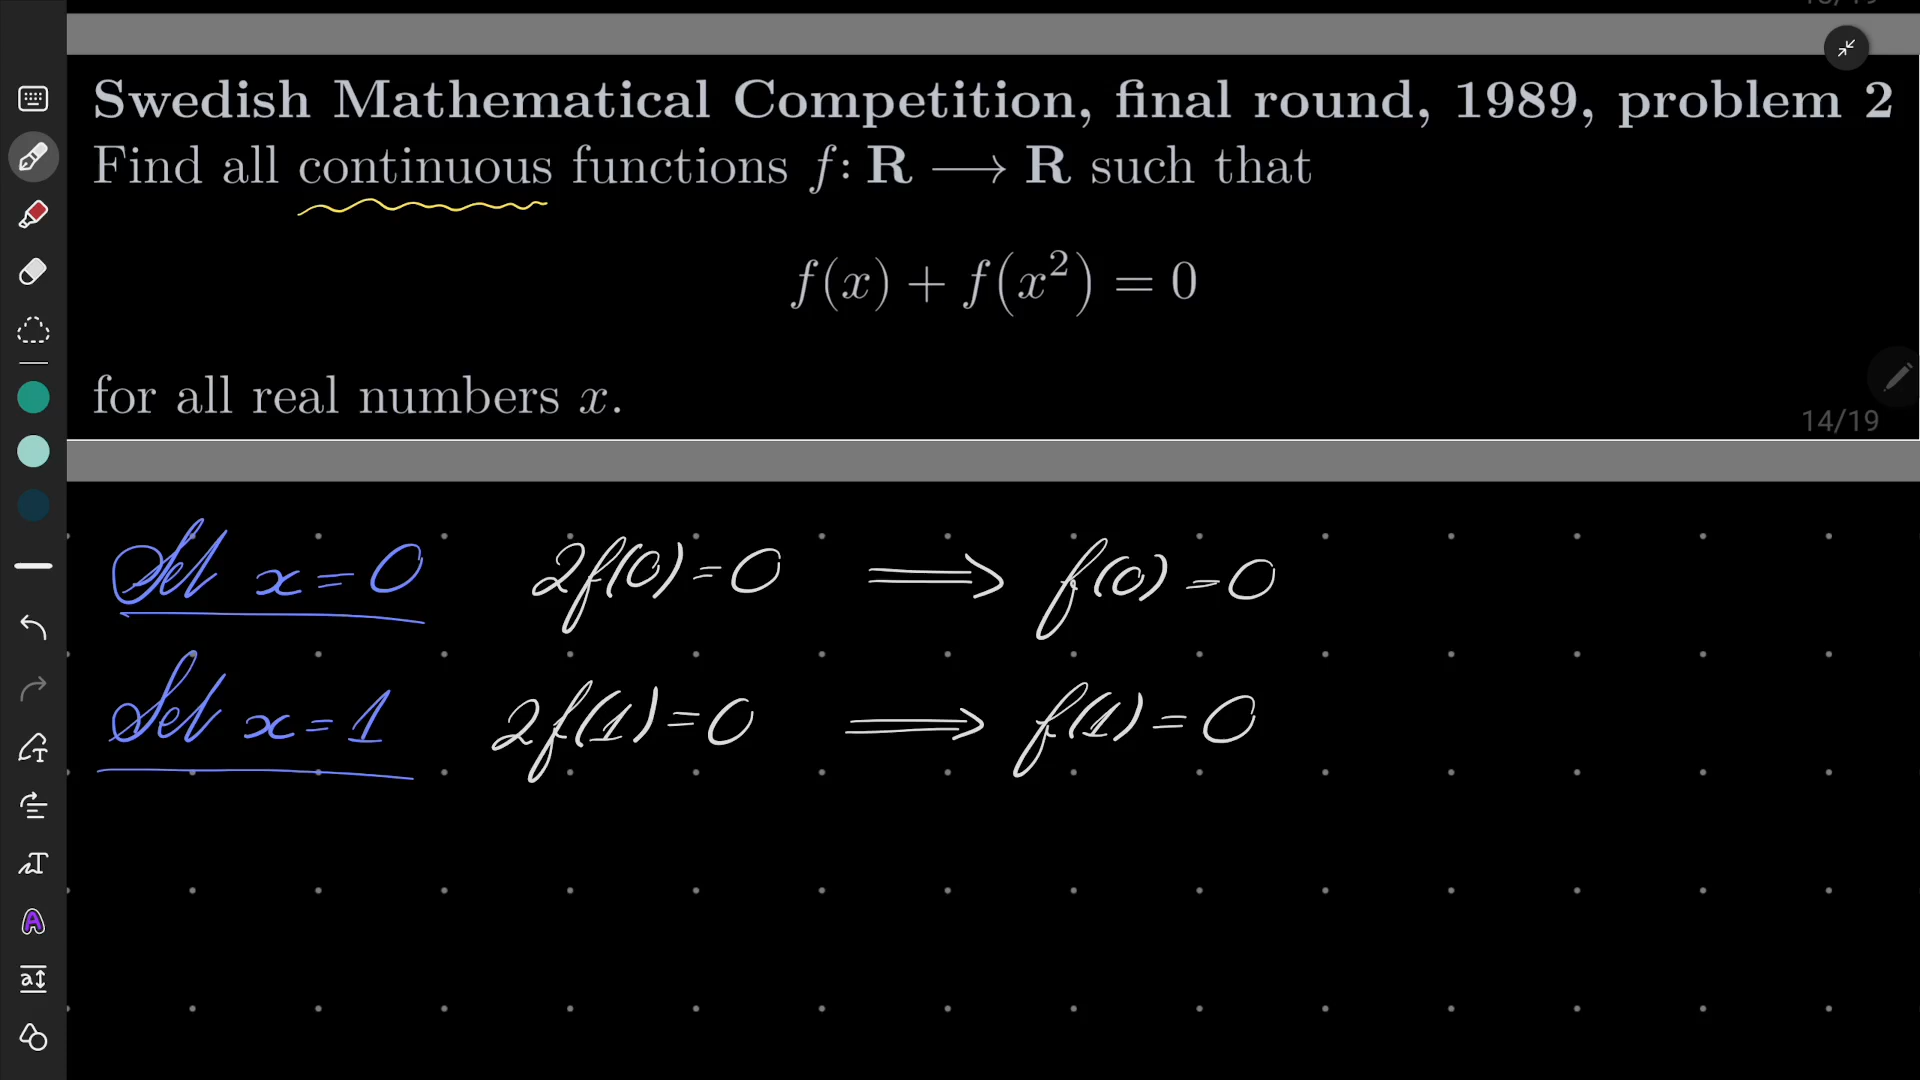 Swedish Mathematical Competition, final round, 1989, problem 2
Find all continuous functions f: R ⟶ R such that
f(x) + f(x²) = 0
for all real numbers x.
14/19
Set x = 0 2f(0) = 0 ⟹ f(0) = 0
Set x = 1 2f(1) = 0 ⟹ f(1) = 0